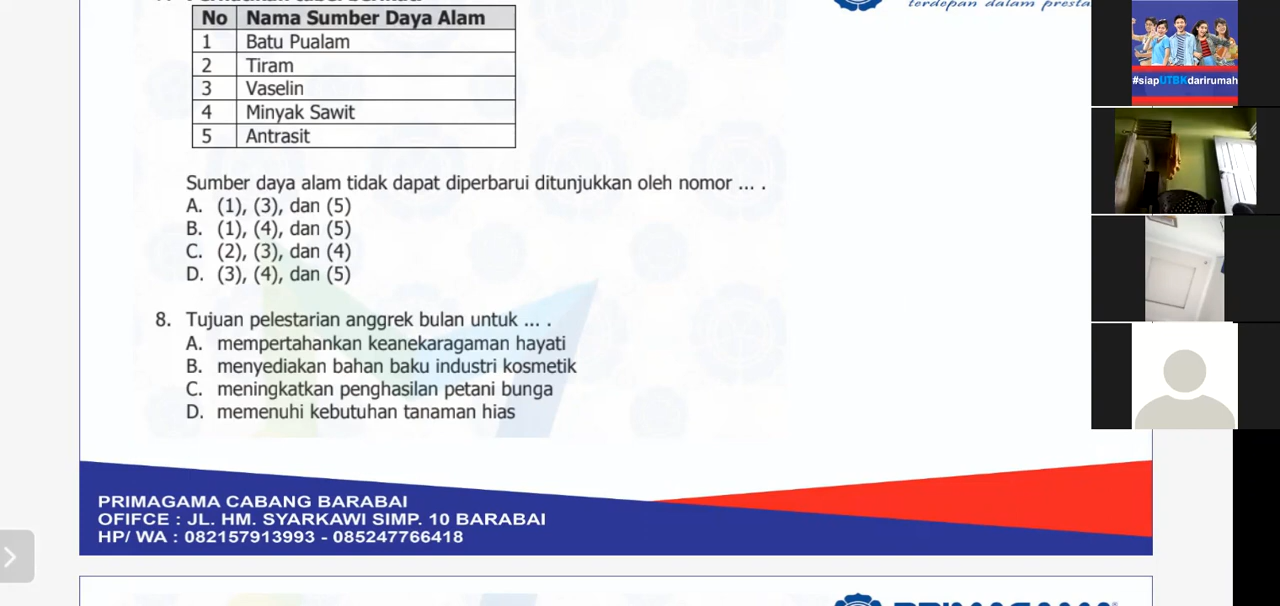 terdepan dalam presta
No Nama Sumber Daya Alam
1 Batu Pualam
2 Tiram
3 Vaselin
4 Minyak Sawit
5 Antrasit
Sumber daya alam tidak dapat diperbarui ditunjukkan oleh nomor ... .
A. (1), (3), dan (5)
B. (1), (4), dan (5)
C. (2), (3), dan (4)
D. (3), (4), dan (5)
8. Tujuan pelestarian anggrek bulan untuk ... .
A. mempertahankan keanekaragaman hayati
B. menyediakan bahan baku industri kosmetik
C. meningkatkan penghasilan petani bunga
D. memenuhi kebutuhan tanaman hias
PRIMAGAMA CABANG BARABAI
OFIFCE : JL. HM. SYARKAWI SIMP. 10 BARABAI
HP/ WA : 082157913993 - 085247766418
#siapUTBKdarirumah